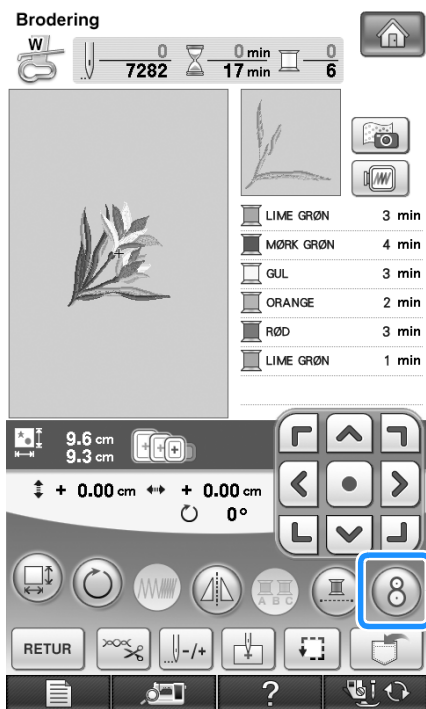 Brodering
W
0 0 min 0
7282 17 min 6
LIME GRØN 3 min
MØRK GRØN 4 min
GUL 3 min
ORANGE 2 min
RØD 3 min
LIME GRØN 1 min
9.6 cm
9.3 cm
+ 0.00 cm + 0.00 cm
0°
A B C
8
RETUR -/+
?